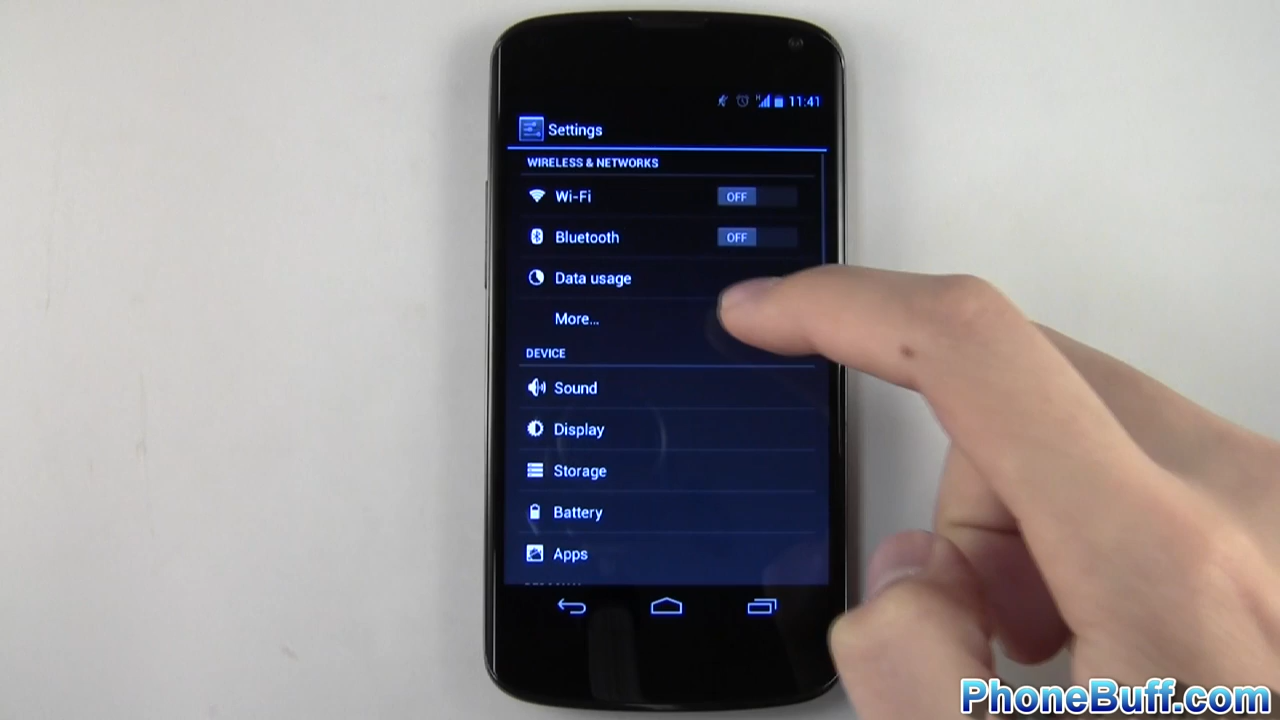 11:41
Settings
WIRELESS & NETWORKS
Wi-Fi OFF
Bluetooth OFF
Data usage
More...
DEVICE
Sound
Display
Storage
Battery
Apps
PhoneBuff.com